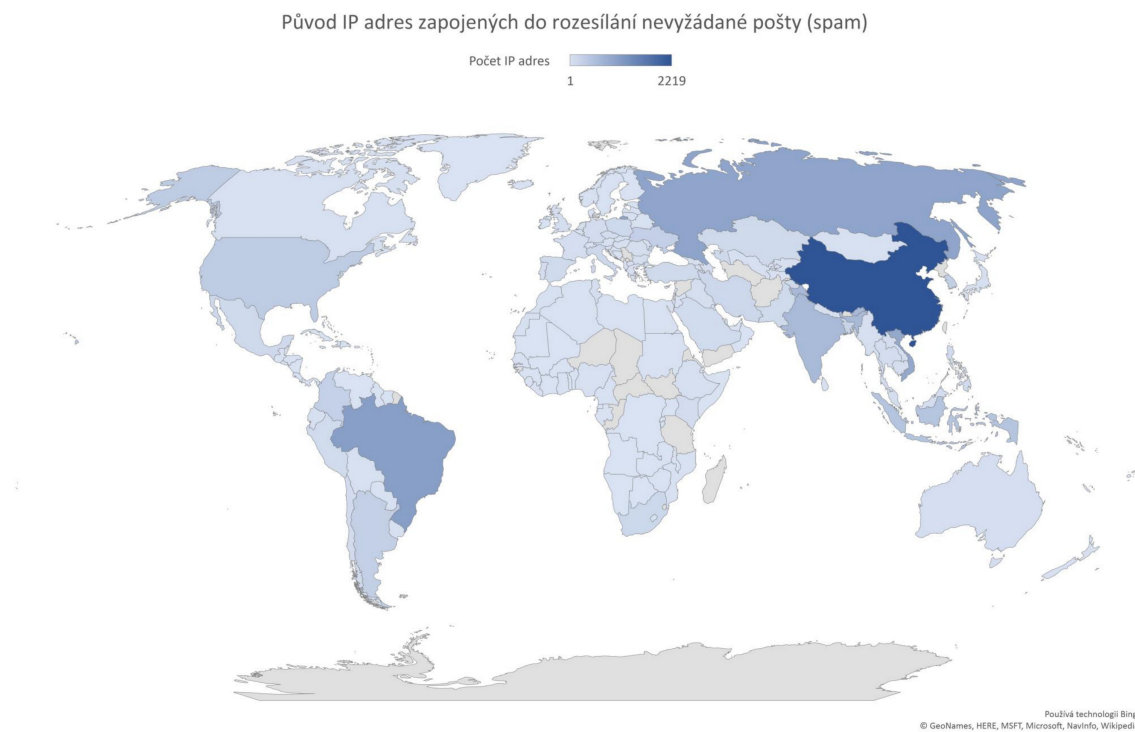 Původ IP adres zapojených do rozesílání nevyžádané pošty (spam)
Počet IP adres
1 2219
Používá technologii Bing
© GeoNames, HERE, MSFT, Microsoft, NavInfo, Wikipedi